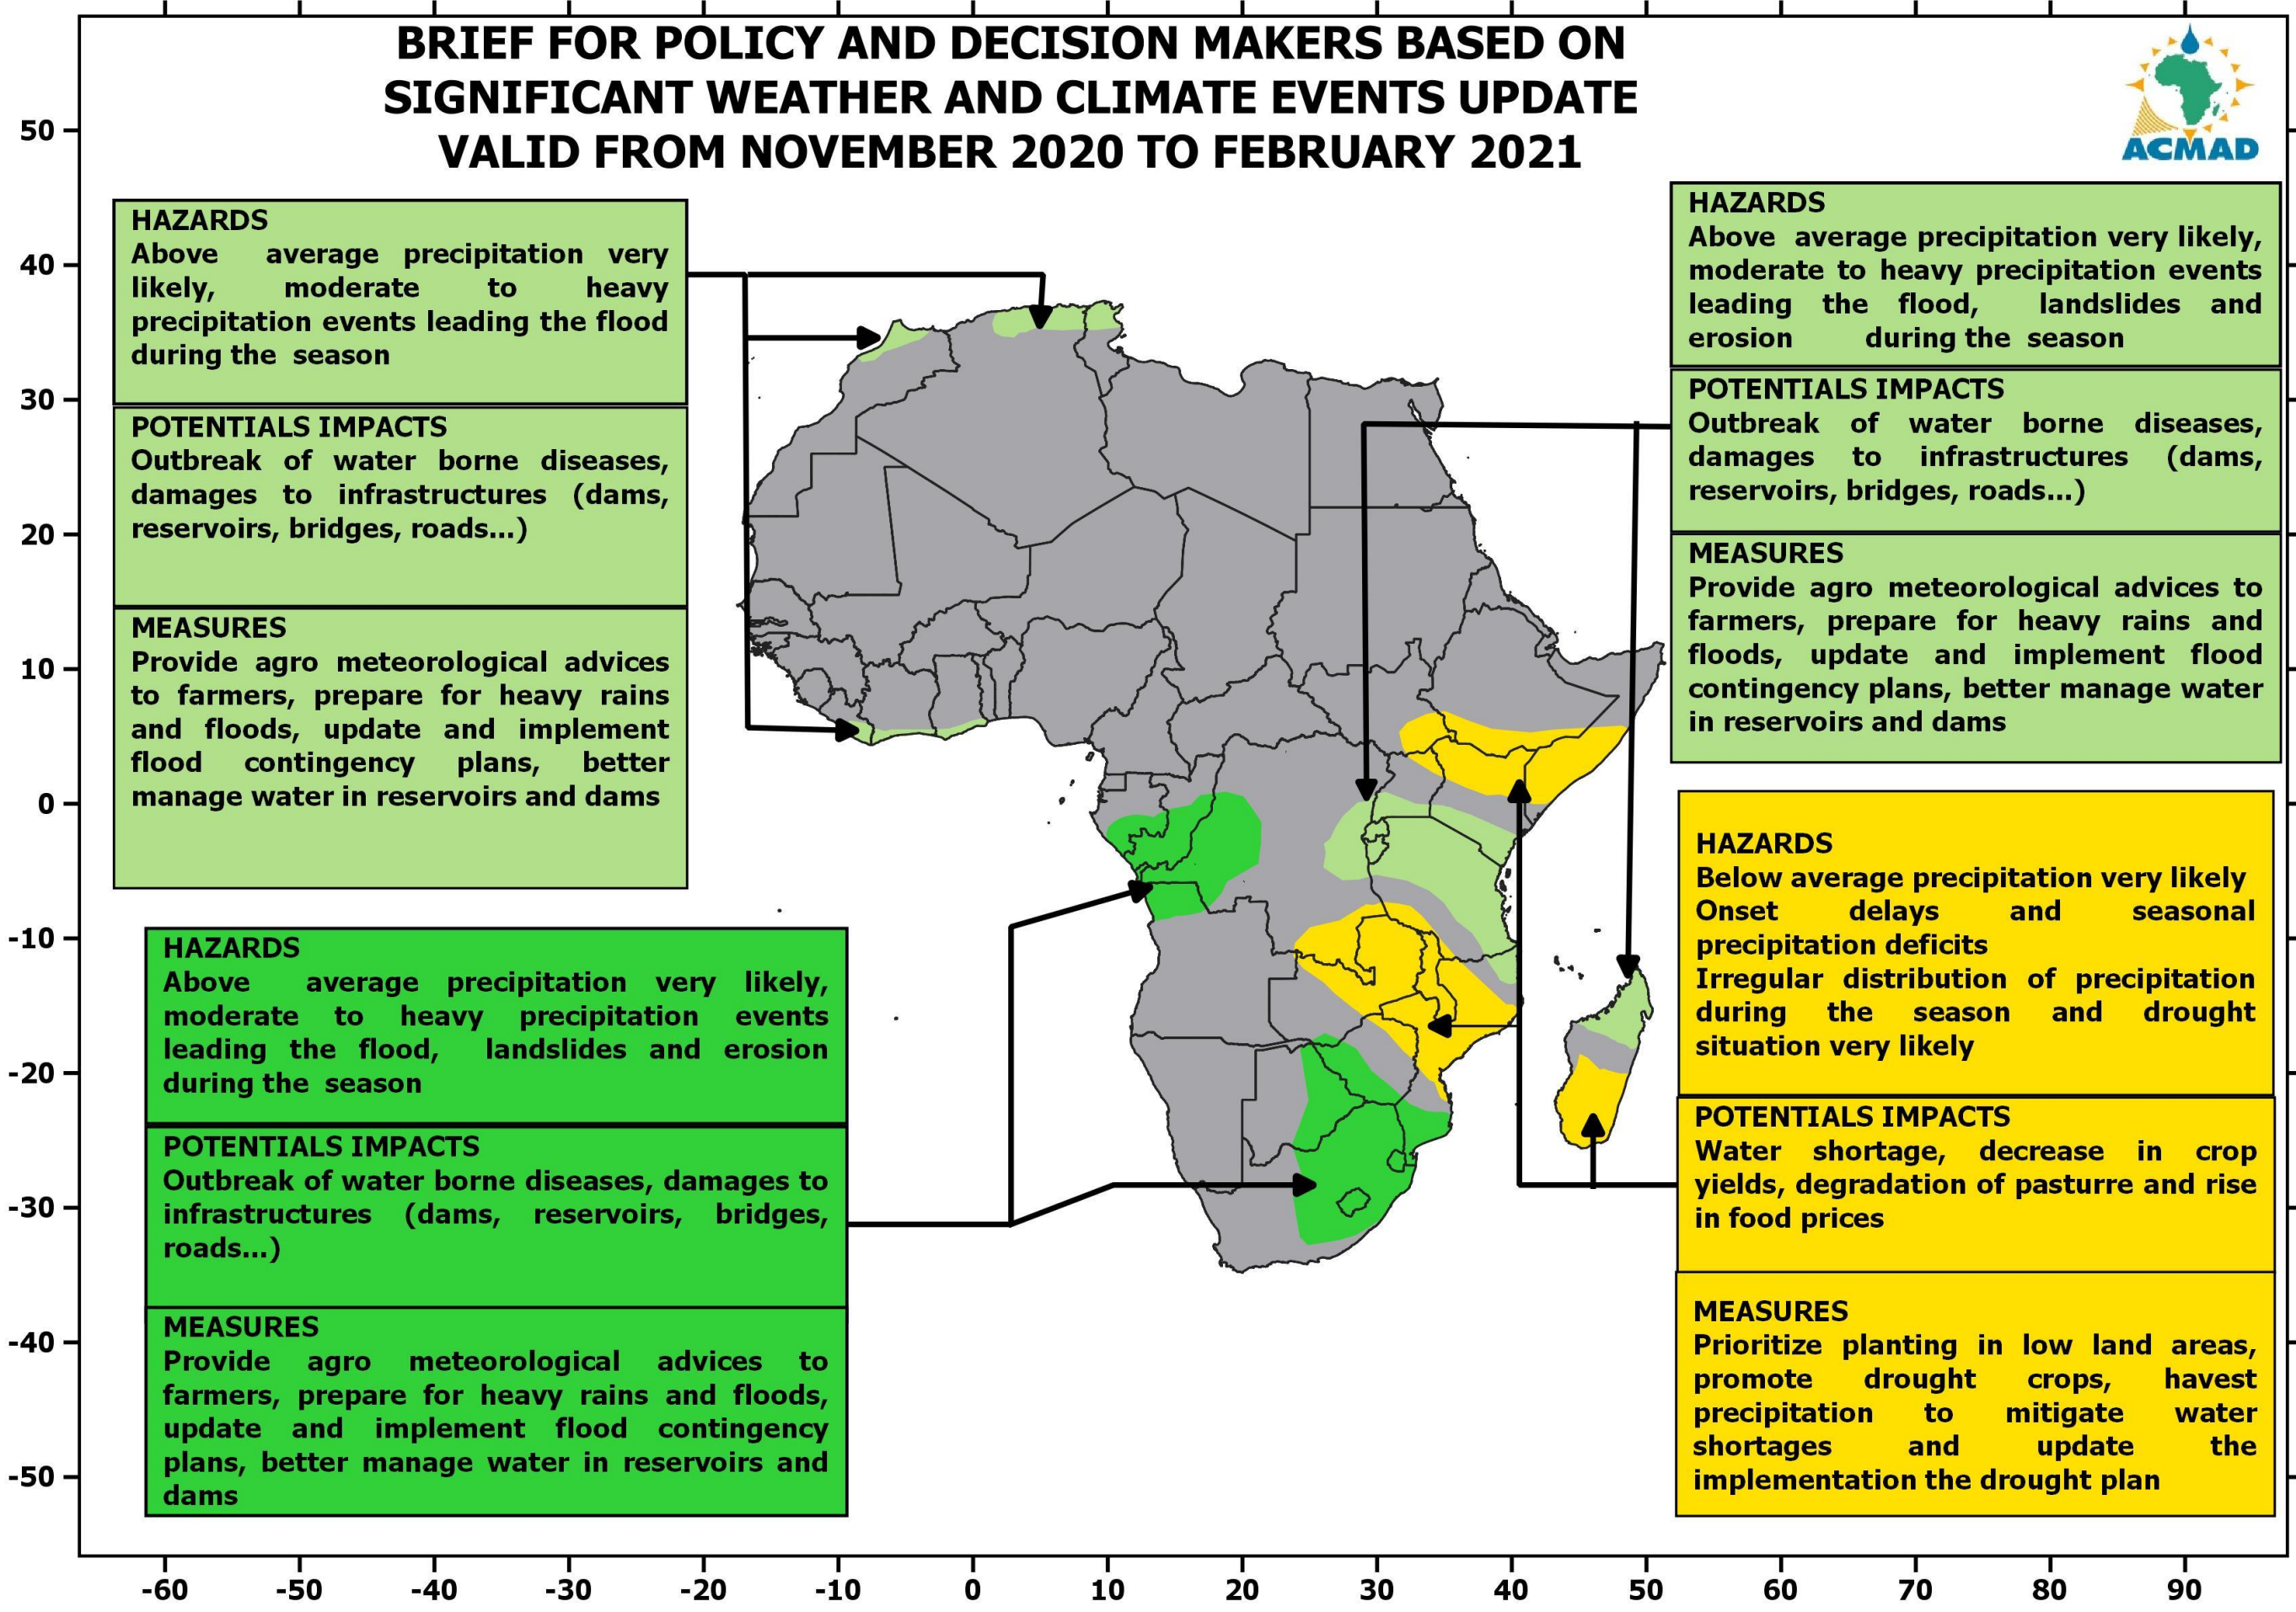 BRIEF FOR POLICY AND DECISION MAKERS BASED ON
SIGNIFICANT WEATHER AND CLIMATE EVENTS UPDATE
VALID FROM NOVEMBER 2020 TO FEBRUARY 2021
ACMAD
HAZARDS
Above average precipitation very
likely, moderate to heavy
precipitation events leading the flood
during the season
POTENTIALS IMPACTS
Outbreak of water borne diseases,
damages to infrastructures (dams,
reservoirs, bridges, roads...)
MEASURES
Provide agro meteorological advices
to farmers, prepare for heavy rains
and floods, update and implement
flood contingency plans, better
manage water in reservoirs and dams
HAZARDS
Above average precipitation very likely,
moderate to heavy precipitation events
leading the flood, landslides and erosion
during the season
POTENTIALS IMPACTS
Outbreak of water borne diseases, damages to
infrastructures (dams, reservoirs, bridges,
roads...)
MEASURES
Provide agro meteorological advices to
farmers, prepare for heavy rains and floods,
update and implement flood contingency
plans, better manage water in reservoirs and
dams
HAZARDS
Above average precipitation very likely,
moderate to heavy precipitation events
leading the flood, landslides and
erosion during the season
POTENTIALS IMPACTS
Outbreak of water borne diseases,
damages to infrastructures (dams,
reservoirs, bridges, roads...)
MEASURES
Provide agro meteorological advices to
farmers, prepare for heavy rains and
floods, update and implement flood
contingency plans, better manage water
in reservoirs and dams
HAZARDS
Below average precipitation very likely
Onset delays and seasonal
precipitation deficits
Irregular distribution of precipitation
during the season and drought
situation very likely
POTENTIALS IMPACTS
Water shortage, decrease in crop
yields, degradation of pasturre and rise
in food prices
MEASURES
Prioritize planting in low land areas,
promote drought crops, havest
precipitation to mitigate water
shortages and update the
implementation the drought plan
50
40
30
20
10
0
-10
-20
-30
-40
-50
-60 -50 -40 -30 -20 -10 0 10 20 30 40 50 60 70 80 90